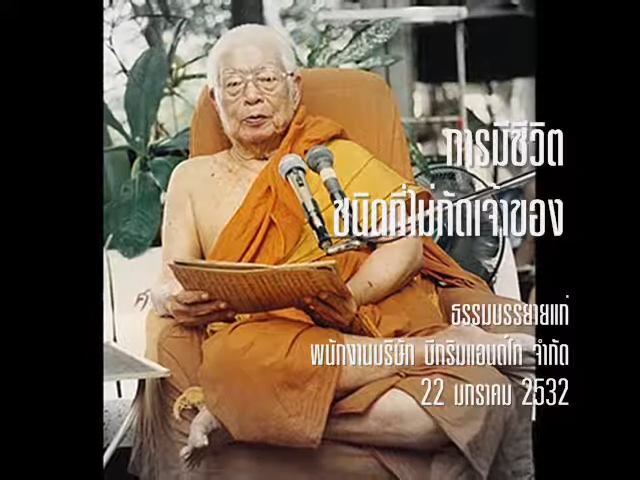 การมีชีวิต
ชนิดที่ไม่กัดเจ้าของ
ธรรมบรรยายแก่
พนักงานบริษัท บีกริมแอนด์โก จำกัด
22 มกราคม 2532